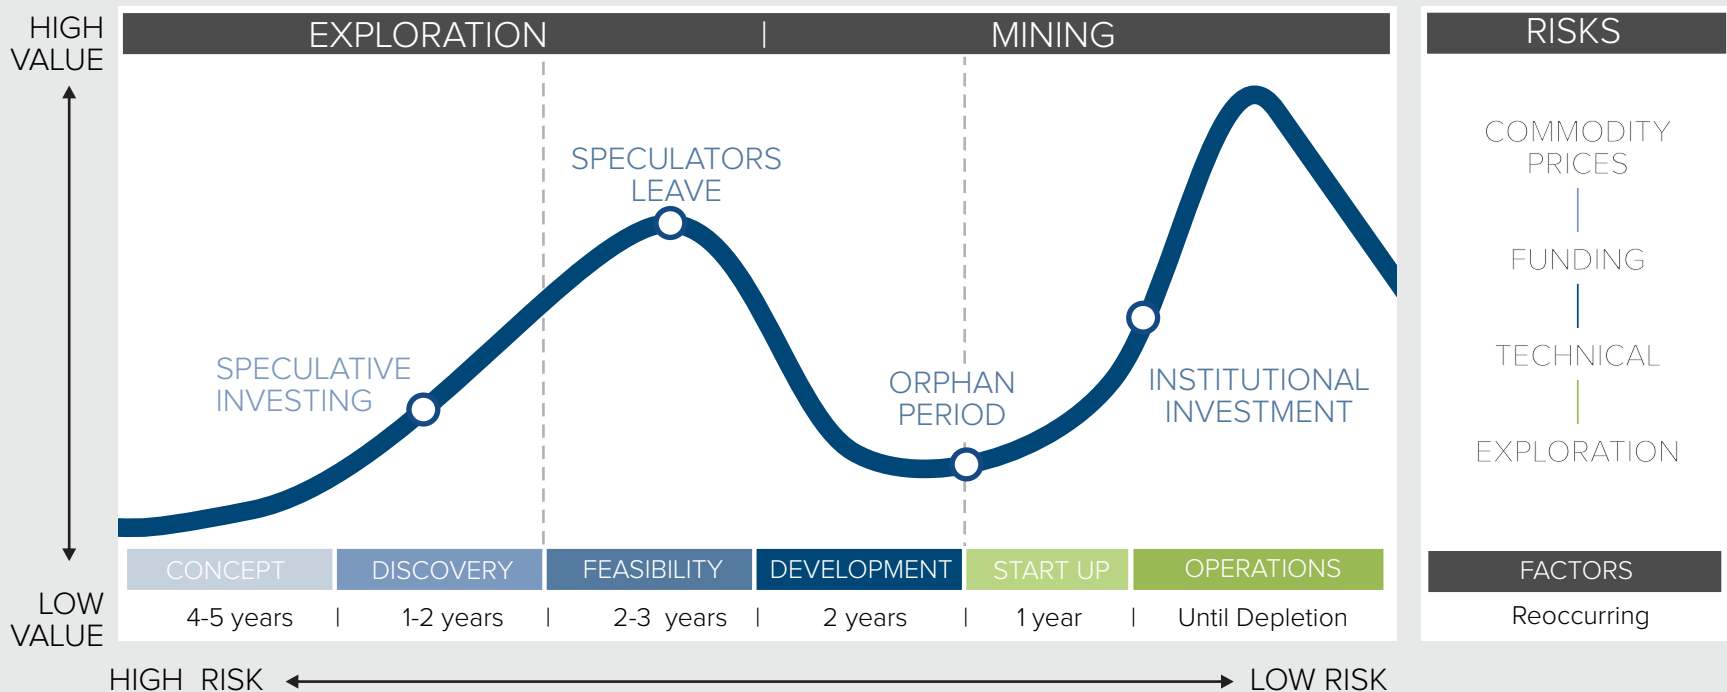 HIGH
VALUE
EXPLORATION | MINING
RISKS
SPECULATORS
LEAVE
SPECULATIVE
INVESTING
ORPHAN
PERIOD
INSTITUTIONAL
INVESTMENT
COMMODITY
PRICES
FUNDING
TECHNICAL
EXPLORATION
CONCEPT DISCOVERY FEASIBILITY DEVELOPMENT START UP OPERATIONS
FACTORS
LOW
VALUE
4-5 years | 1-2 years | 2-3 years | 2 years | 1 year | Until Depletion
Reoccurring
HIGH RISK LOW RISK